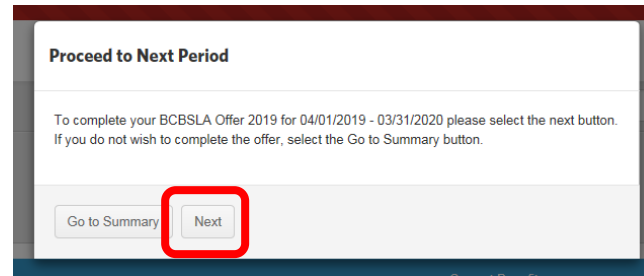 Proceed to Next Period
To complete your BCBSLA Offer 2019 for 04/01/2019 - 03/31/2020 please select the next button.
If you do not wish to complete the offer, select the Go to Summary button.
Go to Summary
Next